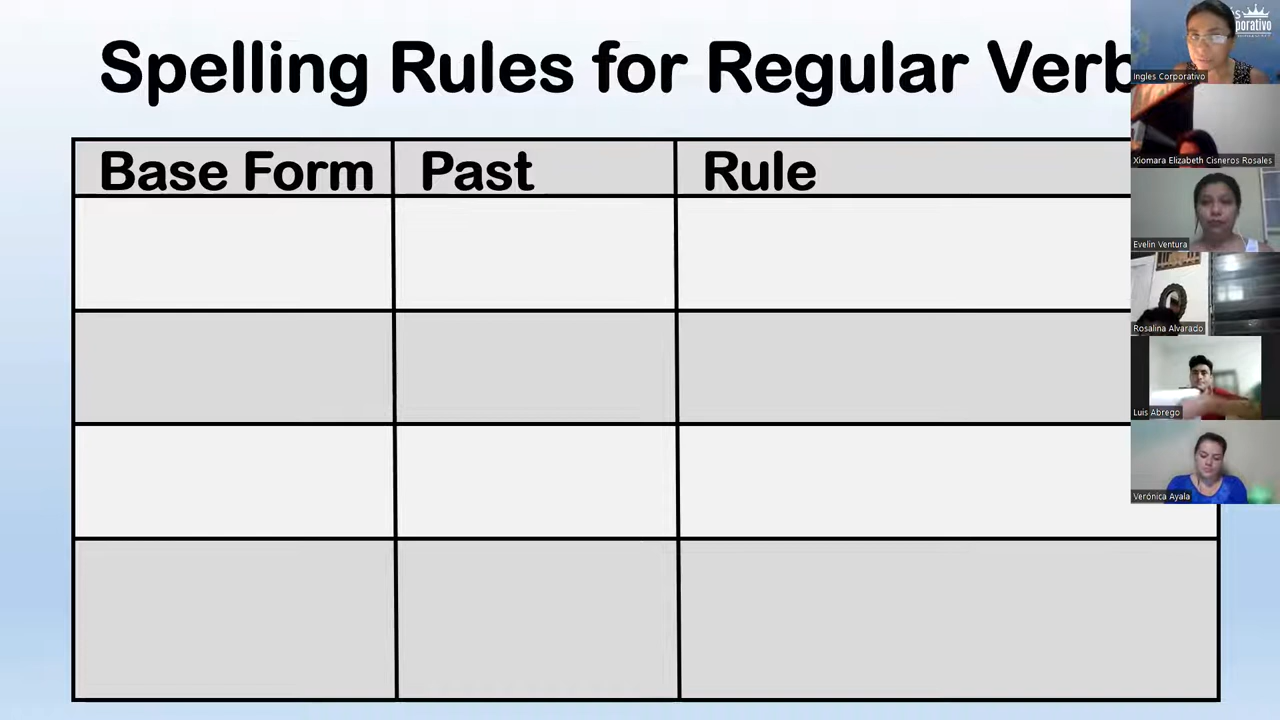 Spelling Rules for Regular Verb
Base Form Past Rule
Ingles Corporativo
Xiomara Elizabeth Cisneros Rosales
Evelin Ventura
Rosalina Alvarado
Luis Abrego
Verónica Ayala